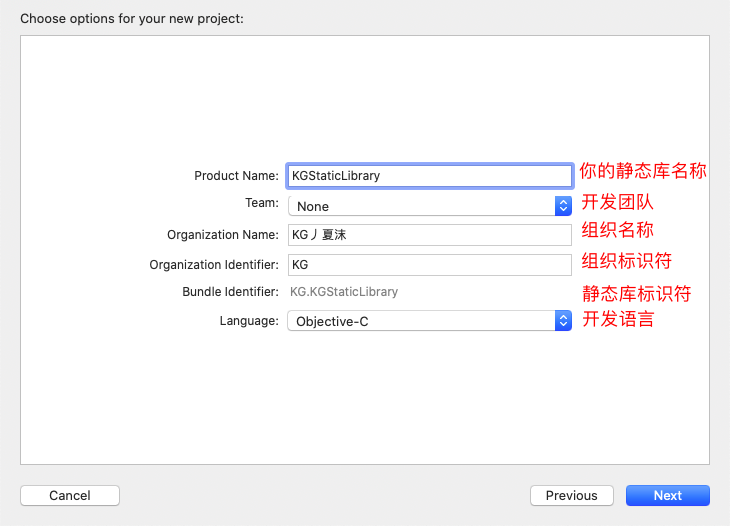 Choose options for your new project:
Product Name: KGStaticLibrary 你的静态库名称
Team: None 开发团队
Organization Name: KG丿夏沫 组织名称
Organization Identifier: KG 组织标识符
Bundle Identifier: KG.KGStaticLibrary 静态库标识符
Language: Objective-C 开发语言
Cancel Previous Next